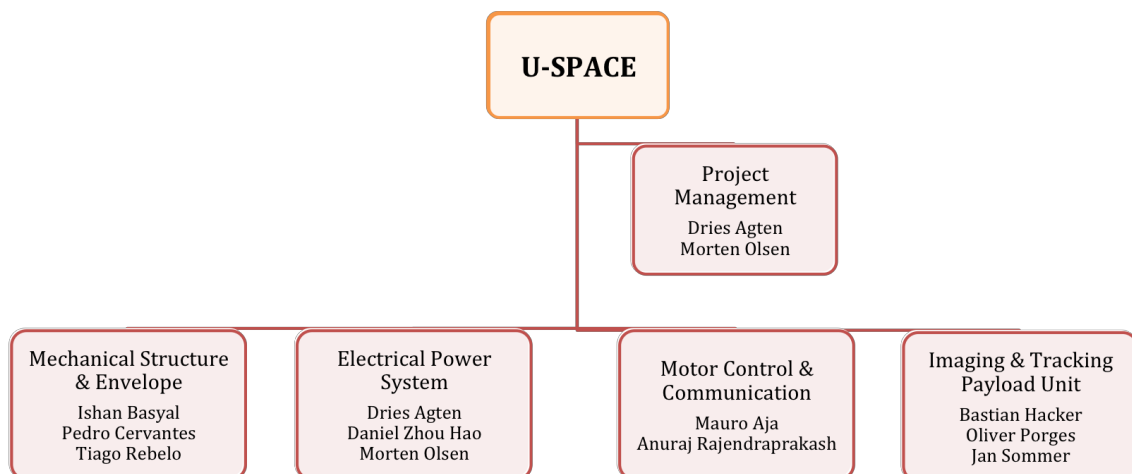 U-SPACE
Project
Management
Dries Agten
Morten Olsen
Mechanical Structure
& Envelope
Ishan Basyal
Pedro Cervantes
Tiago Rebelo
Electrical Power
System
Dries Agten
Daniel Zhou Hao
Morten Olsen
Motor Control &
Communication
Mauro Aja
Anuraj Rajendraprakash
Imaging & Tracking
Payload Unit
Bastian Hacker
Oliver Porges
Jan Sommer